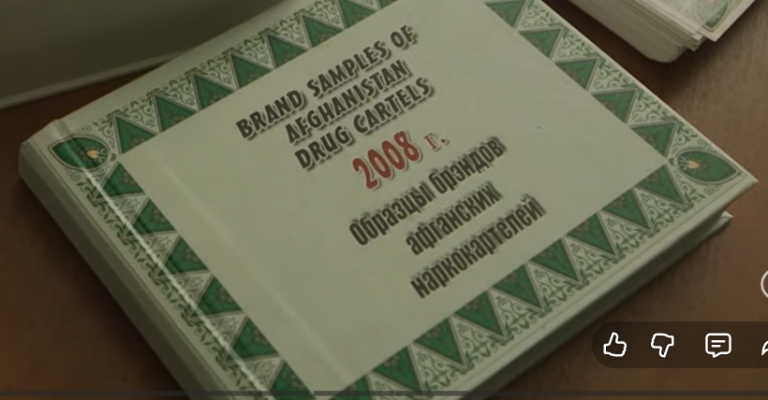 BRAND SAMPLES OF
AFGHANISTAN
DRUG CARTELS
2008 г.
Образцы брэндов
афганских
наркокартелей